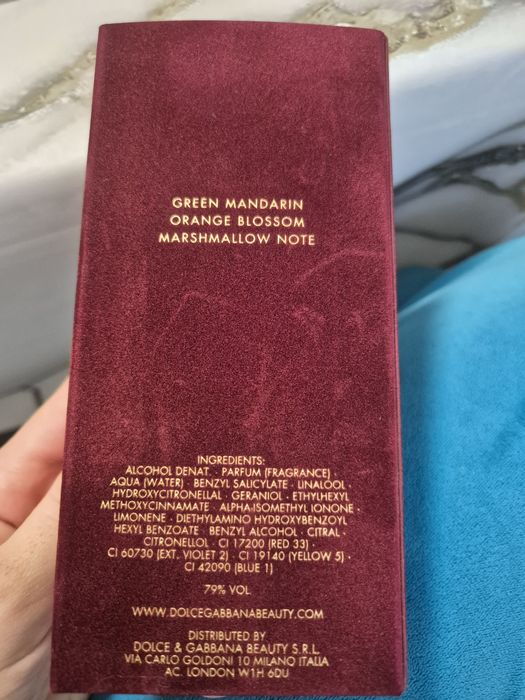 GREEN MANDARIN
ORANGE BLOSSOM
MARSHMALLOW NOTE
INGREDIENTS:
ALCOHOL DENAT. · PARFUM (FRAGRANCE) ·
AQUA (WATER) · BENZYL SALICYLATE · LINALOOL ·
HYDROXYCITRONELLAL · GERANIOL · ETHYLHEXYL
METHOXYCINNAMATE · ALPHA-ISOMETHYL IONONE ·
LIMONENE · DIETHYLAMINO HYDROXYBENZOYL
HEXYL BENZOATE · BENZYL ALCOHOL · CITRAL ·
CITRONELLOL · CI 17200 (RED 33) ·
CI 60730 (EXT. VIOLET 2) · CI 19140 (YELLOW 5) ·
CI 42090 (BLUE 1)
79% VOL
WWW.DOLCEGABBANABEAUTY.COM
DISTRIBUTED BY
DOLCE & GABBANA BEAUTY S.R.L.
VIA CARLO GOLDONI 10 MILANO ITALIA
AC. LONDON W1H 6DU